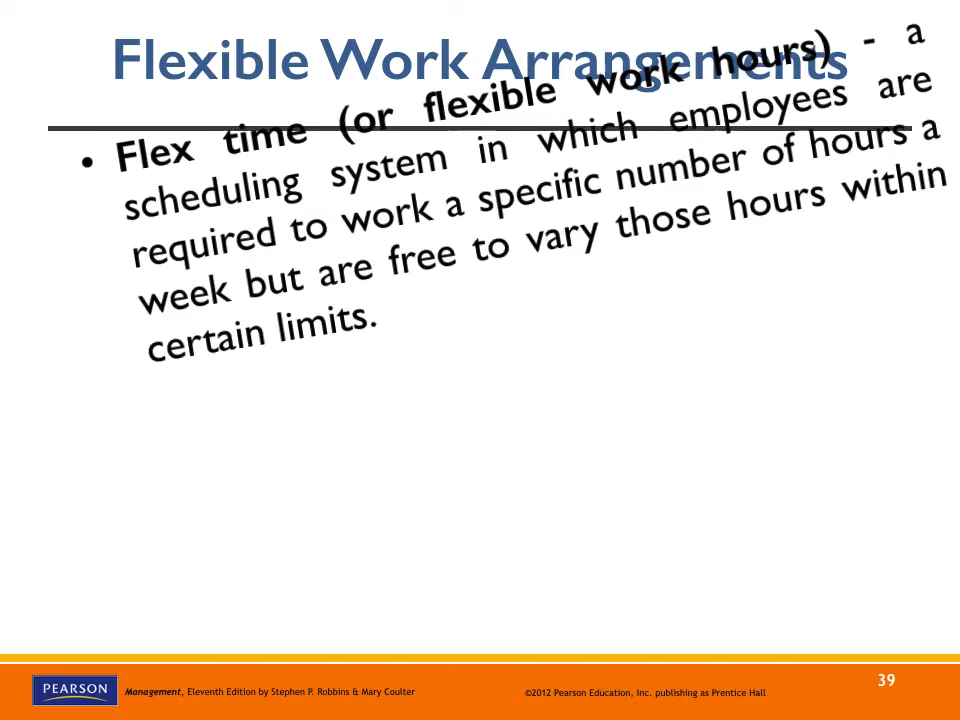 Flexible Work Arrangements
• Flex time (or flexible work hours) - a
scheduling system in which employees are
required to work a specific number of hours a
week but are free to vary those hours within
certain limits.
39
PEARSON
Management, Eleventh Edition by Stephen P. Robbins & Mary Coulter
©2012 Pearson Education, Inc. publishing as Prentice Hall